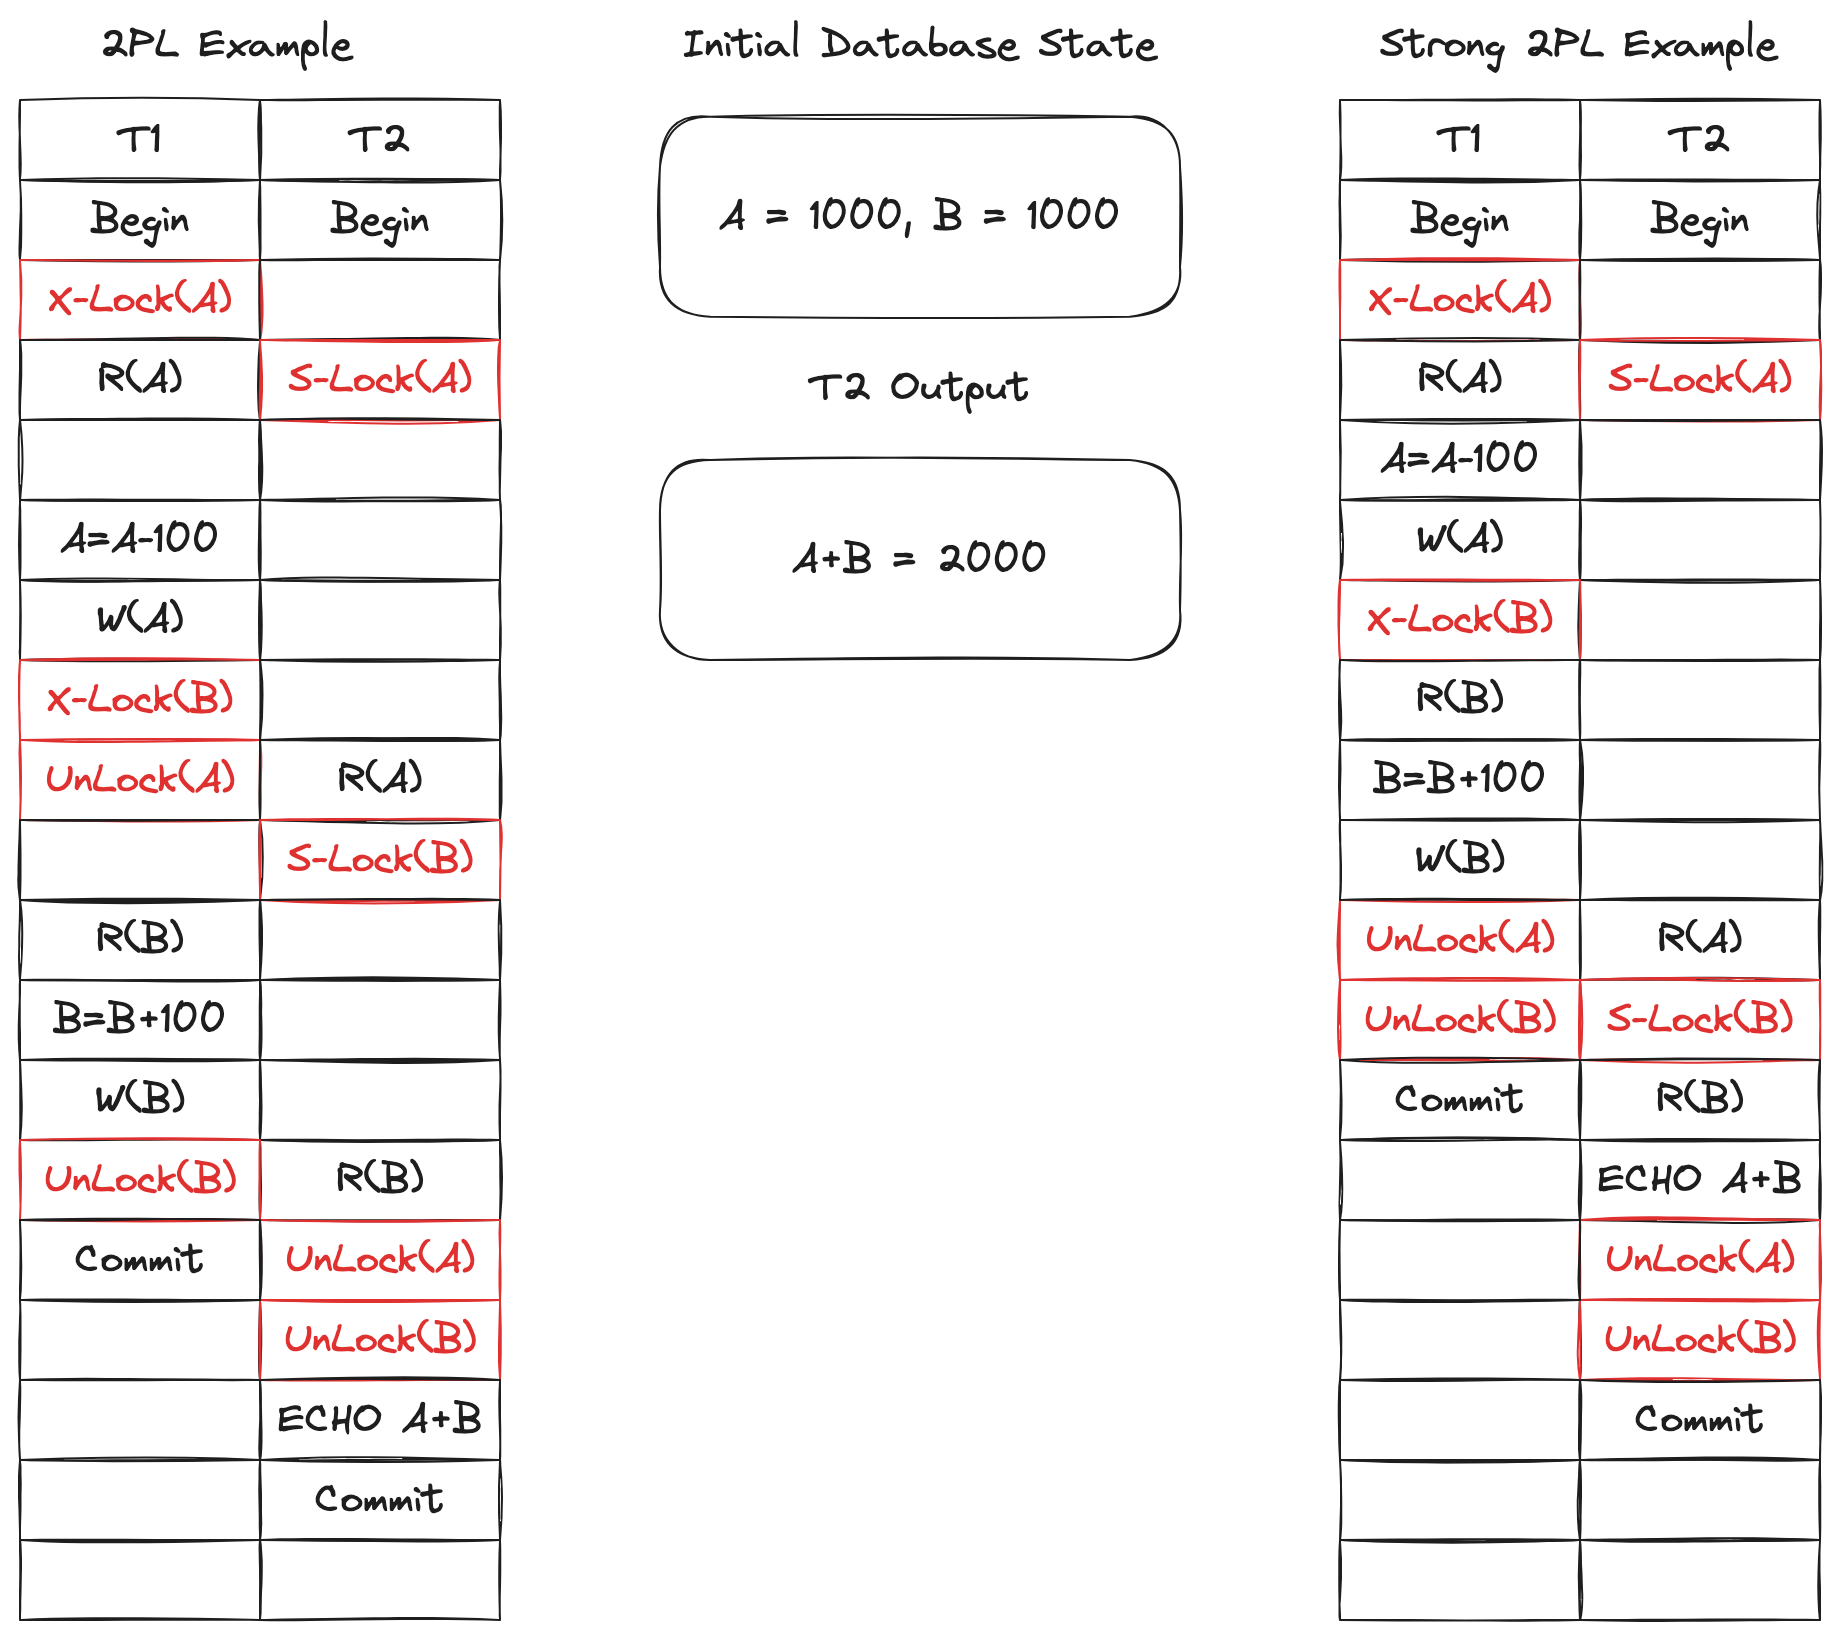 2PL Example
T1 T2
Begin Begin
X-Lock(A)
R(A) S-Lock(A)
A=A-100
W(A)
X-Lock(B)
UnLock(A) R(A)
S-Lock(B)
R(B)
B=B+100
W(B)
UnLock(B) R(B)
Commit UnLock(A)
UnLock(B)
ECHO A+B
Commit
Initial Database State
A = 1000, B = 1000
T2 Output
A+B = 2000
Strong 2PL Example
T1 T2
Begin Begin
X-Lock(A)
R(A) S-Lock(A)
A=A-100
W(A)
X-Lock(B)
R(B)
B=B+100
W(B)
UnLock(A) R(A)
UnLock(B) S-Lock(B)
Commit R(B)
ECHO A+B
UnLock(A)
UnLock(B)
Commit